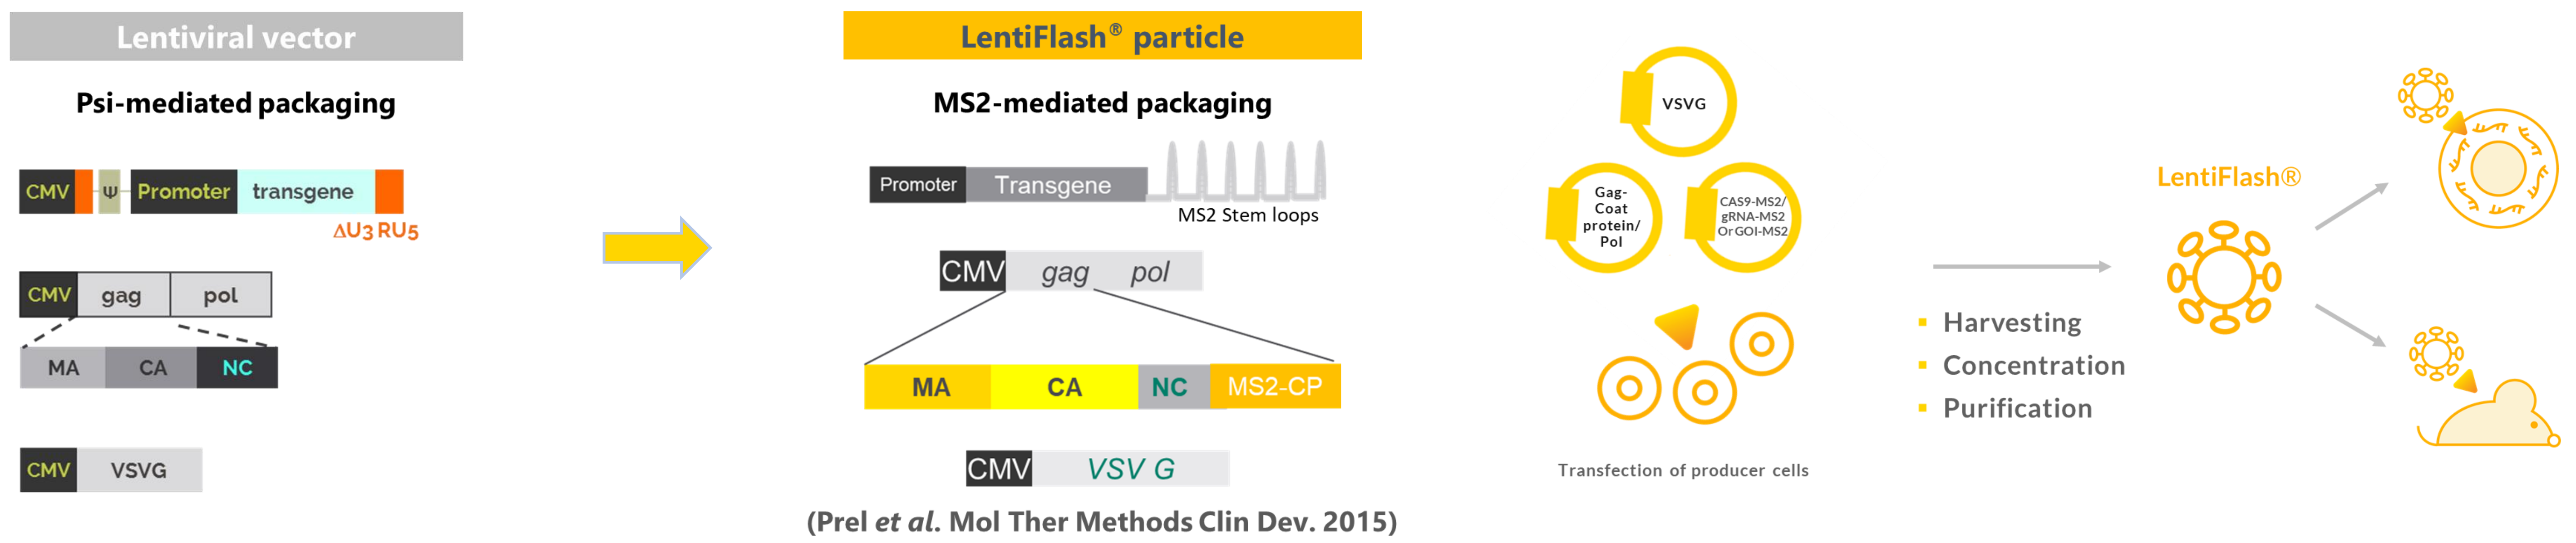 Lentiviral vector
Psi-mediated packaging
CMV Ψ Promoter transgene
ΔU3 RU5
CMV gag pol
MA CA NC
CMV VSVG
LentiFlash® particle
MS2-mediated packaging
Promoter Transgene
MS2 Stem loops
CMV gag pol
MA CA NC MS2-CP
CMV VSV G
(Prel et al. Mol Ther Methods Clin Dev. 2015)
VSVG
Gag-
Coat
protein/
Pol
CAS9-MS2/
gRNA-MS2
Or GOI-MS2
Transfection of producer cells
▪ Harvesting
▪ Concentration
▪ Purification
LentiFlash®